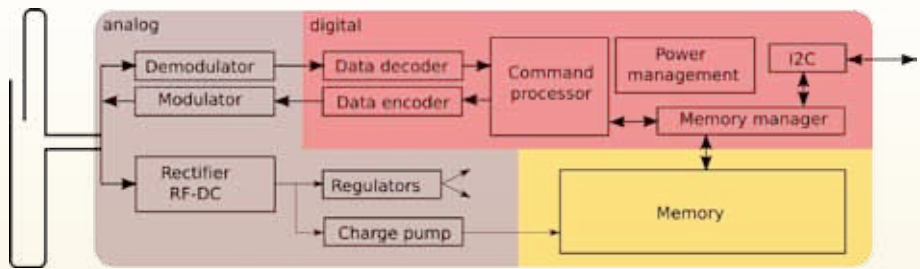 analog
digital
Demodulator
Data decoder
Command
processor
Power
management
I2C
Modulator
Data encoder
Memory manager
Rectifier
RF-DC
Regulators
Memory
Charge pump